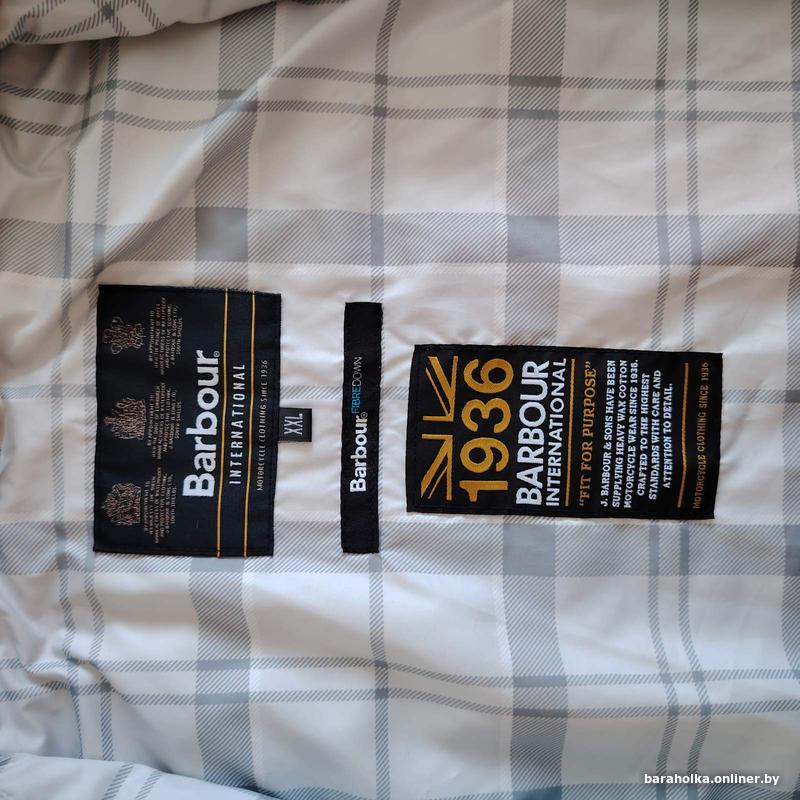 Barbour®
INTERNATIONAL
MOTORCYCLE CLOTHING SINCE 1936
XXL
Barbour® FIBREDOWN
1936
BARBOUR
INTERNATIONAL
"FIT FOR PURPOSE"
J. BARBOUR & SONS HAVE BEEN
SUPPLYING HEAVY WAX COTTON
MOTORCYCLE WEAR SINCE 1936.
CRAFTED TO THE HIGHEST
STANDARDS WITH CARE AND
ATTENTION TO DETAIL.
MOTORCYCLE CLOTHING SINCE 1936
baraholka.onliner.by